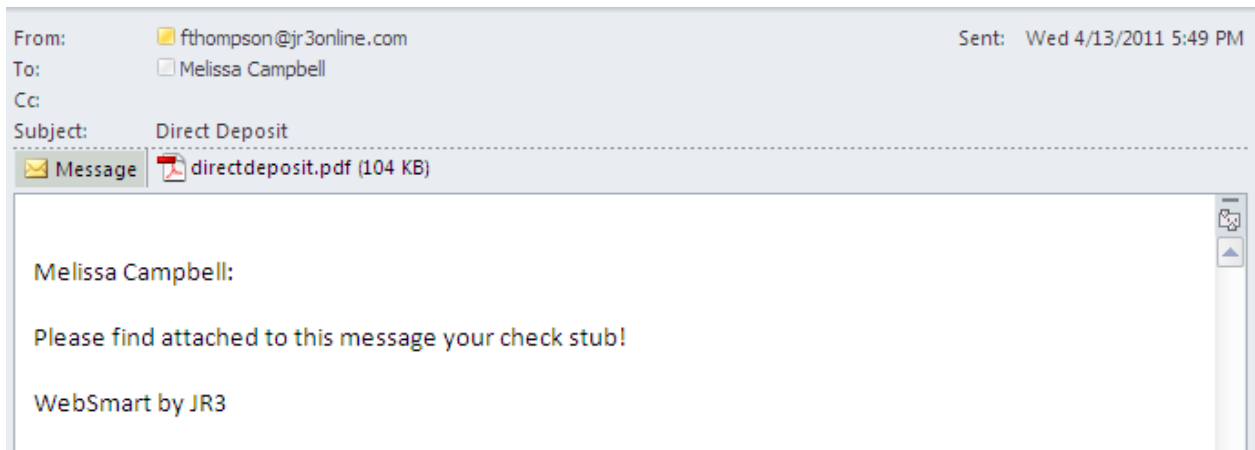 From: fthompson@jr3online.com Sent: Wed 4/13/2011 5:49 PM
To: Melissa Campbell
Cc:
Subject: Direct Deposit
Message directdeposit.pdf (104 KB)
Melissa Campbell:
Please find attached to this message your check stub!
WebSmart by JR3